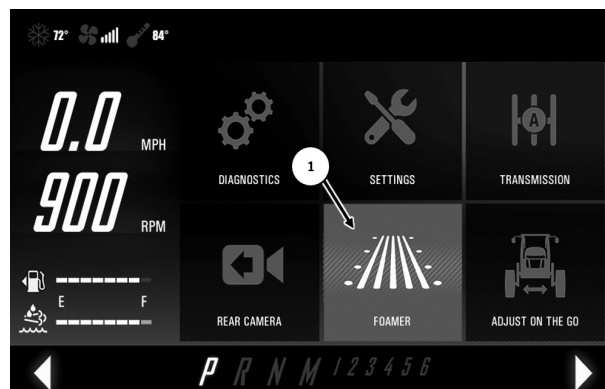 72° 84°
0.0 MPH
900 RPM
E F
1
DIAGNOSTICS SETTINGS A TRANSMISSION
REAR CAMERA FOAMER ADJUST ON THE GO
P R N M 1 2 3 4 5 6